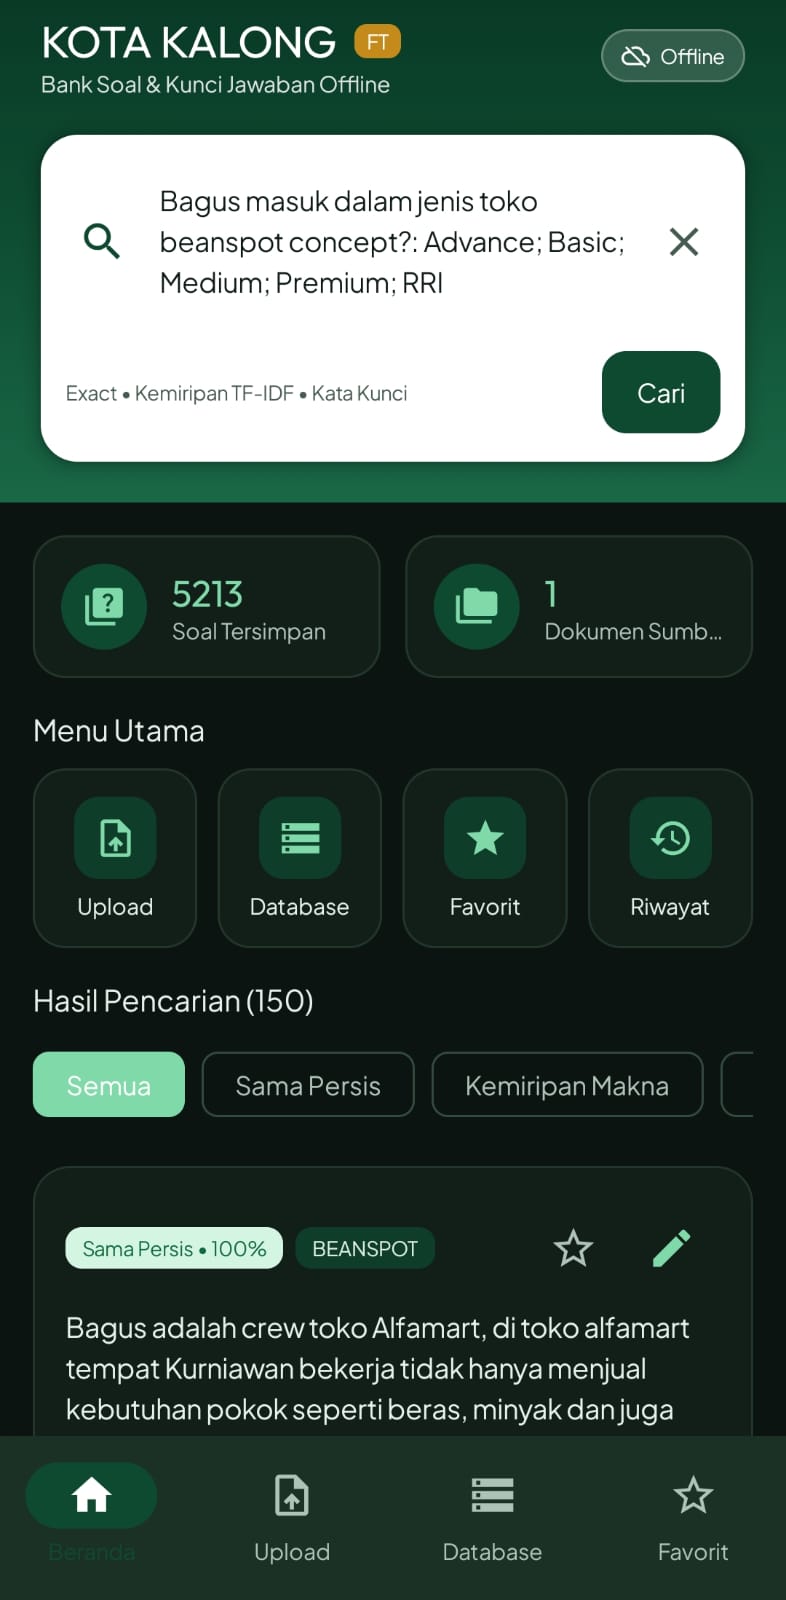 KOTA KALONG FT
Bank Soal & Kunci Jawaban Offline
Offline
Bagus masuk dalam jenis toko
beanspot concept?: Advance; Basic;
Medium; Premium; RRI
Exact • Kemiripan TF-IDF • Kata Kunci
Cari
5213
Soal Tersimpan
1
Dokumen Sumb...
Menu Utama
Upload
Database
Favorit
Riwayat
Hasil Pencarian (150)
Semua
Sama Persis
Kemiripan Makna
Sama Persis • 100%
BEANSPOT
Bagus adalah crew toko Alfamart, di toko alfamart
tempat Kurniawan bekerja tidak hanya menjual
kebutuhan pokok seperti beras, minyak dan juga
Beranda
Upload
Database
Favorit